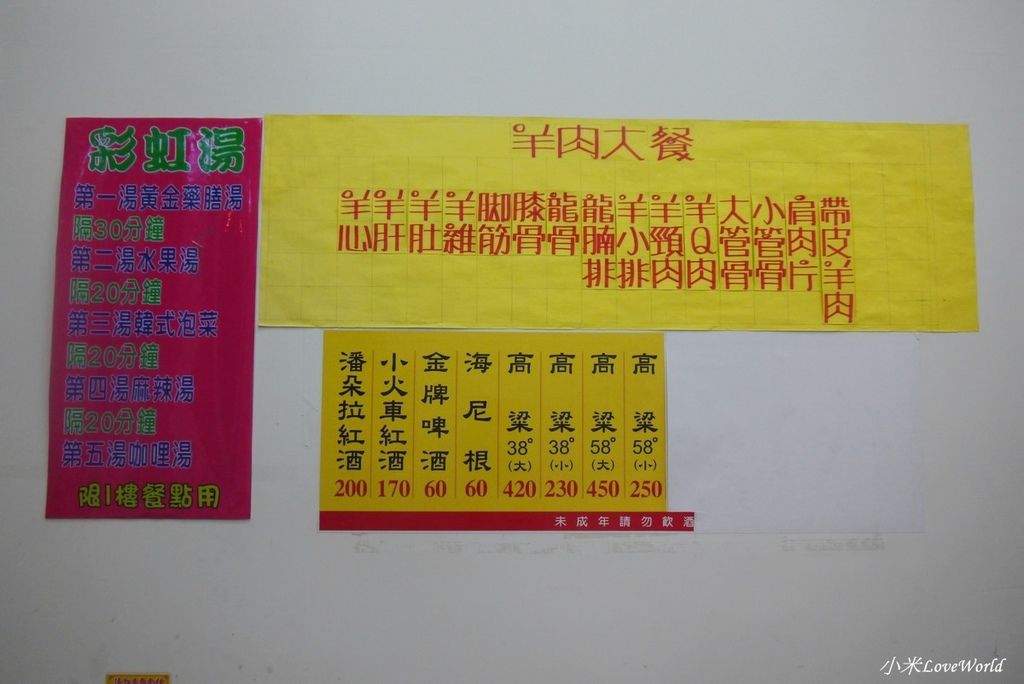 彩虹湯
第一湯黃金藥膳湯
隔30分鐘
第二湯水果湯
隔20分鐘
第三湯韓式泡菜
隔20分鐘
第四湯麻辣湯
隔20分鐘
第五湯咖哩湯
限1樓餐點用
羊肉大餐
羊心
羊肝
羊肚
羊雜
脚筋
膝骨
龍骨
龍腩排
羊小排
羊頸肉
羊Q肉
大管骨
小管骨
肩肉片
帶皮羊肉
潘朵拉紅酒 200
小火車紅酒 170
金牌啤酒 60
海尼根 60
高粱38°(大) 420
高粱38°(小) 230
高粱58°(大) 450
高粱58°(小) 250
未成年請勿飲酒
小米LoveWorld